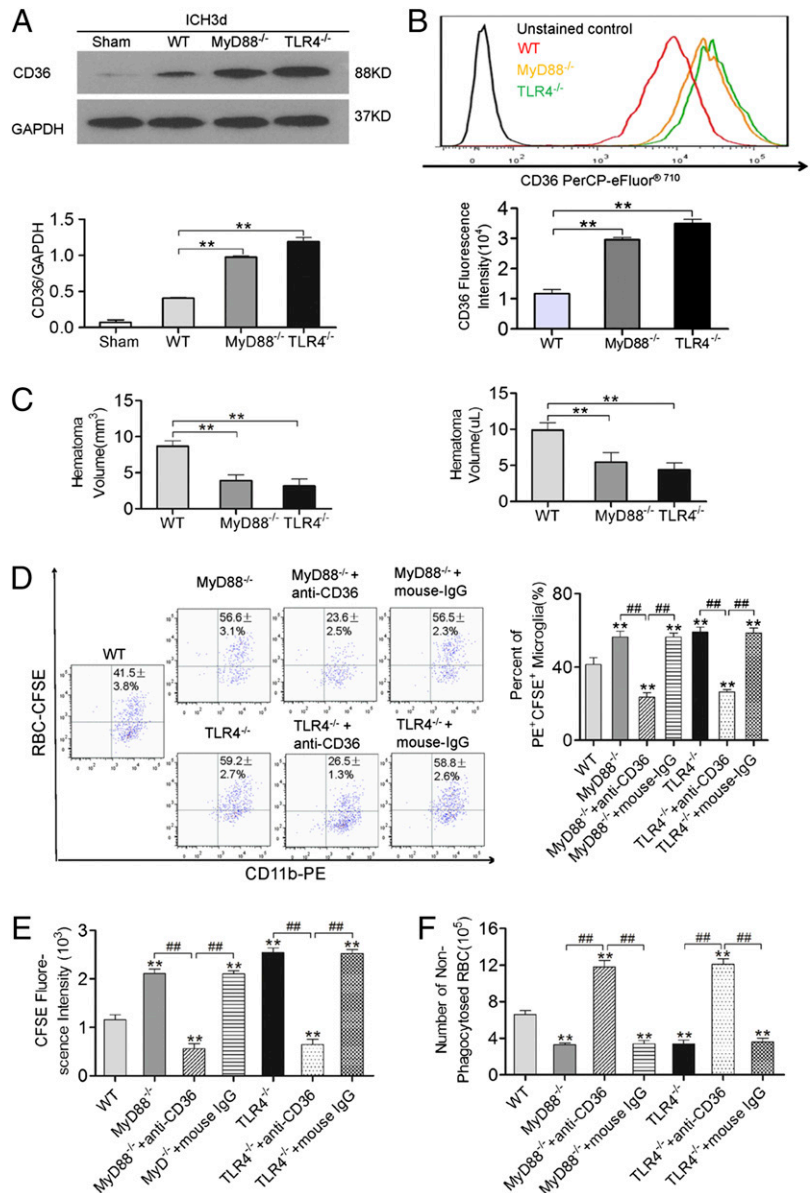 A
ICH3d
Sham WT MyD88-/- TLR4-/-
CD36 88KD
GAPDH 37KD
CD36/GAPDH
1.5
1.0
0.5
0.0
Sham WT MyD88-/- TLR4-/-
** **
B
Unstained control
WT
MyD88-/-
TLR4-/-
0 10² 10³ 10⁴ 10⁵
CD36 PerCP-eFluor® 710
CD36 Fluorescence
Intensity(10⁴)
4
3
2
1
0
WT MyD88-/- TLR4-/-
** **
C
Hematoma
Volume(mm³)
15
10
5
0
WT MyD88-/- TLR4-/-
** **
Hematoma
Volume(uL)
15
10
5
0
WT MyD88-/- TLR4-/-
** **
D
RBC-CFSE
CD11b-PE
WT
41.5±
3.8%
MyD88-/-
56.6±
3.1%
MyD88-/-+
anti-CD36
23.6±
2.5%
MyD88-/-+
mouse-IgG
56.5±
2.3%
TLR4-/-
59.2±
2.7%
TLR4-/-+
anti-CD36
26.5±
1.3%
TLR4-/-+
mouse-IgG
58.8±
2.6%
Percent of
PE+CFSE+ Microglia(%)
80
40
0
## ## ## ##
** ** ** ** ** **
WT
MyD88-/-
MyD88-/-+anti-CD36
MyD88-/-+mouse-IgG
TLR4-/-
TLR4-/-+anti-CD36
TLR4-/-+mouse-IgG
E
CFSE Fluore-
scence Intensity (10³)
3
2
1
0
## ## ## ##
** ** ** ** ** **
WT
MyD88-/-
MyD88-/-+anti-CD36
MyD-/-+mouse IgG
TLR4-/-
TLR4-/-+anti-CD36
TLR4-/-+mouse IgG
F
Number of Non-
Phagocytosed RBC(10⁵)
16
12
8
4
0
## ## ## ##
** ** ** ** ** **
WT
MyD88-/-
MyD88-/-+anti-CD36
MyD88-/-+mouse IgG
TLR4-/-
TLR4-/-+anti-CD36
TLR4-/-+mouse IgG